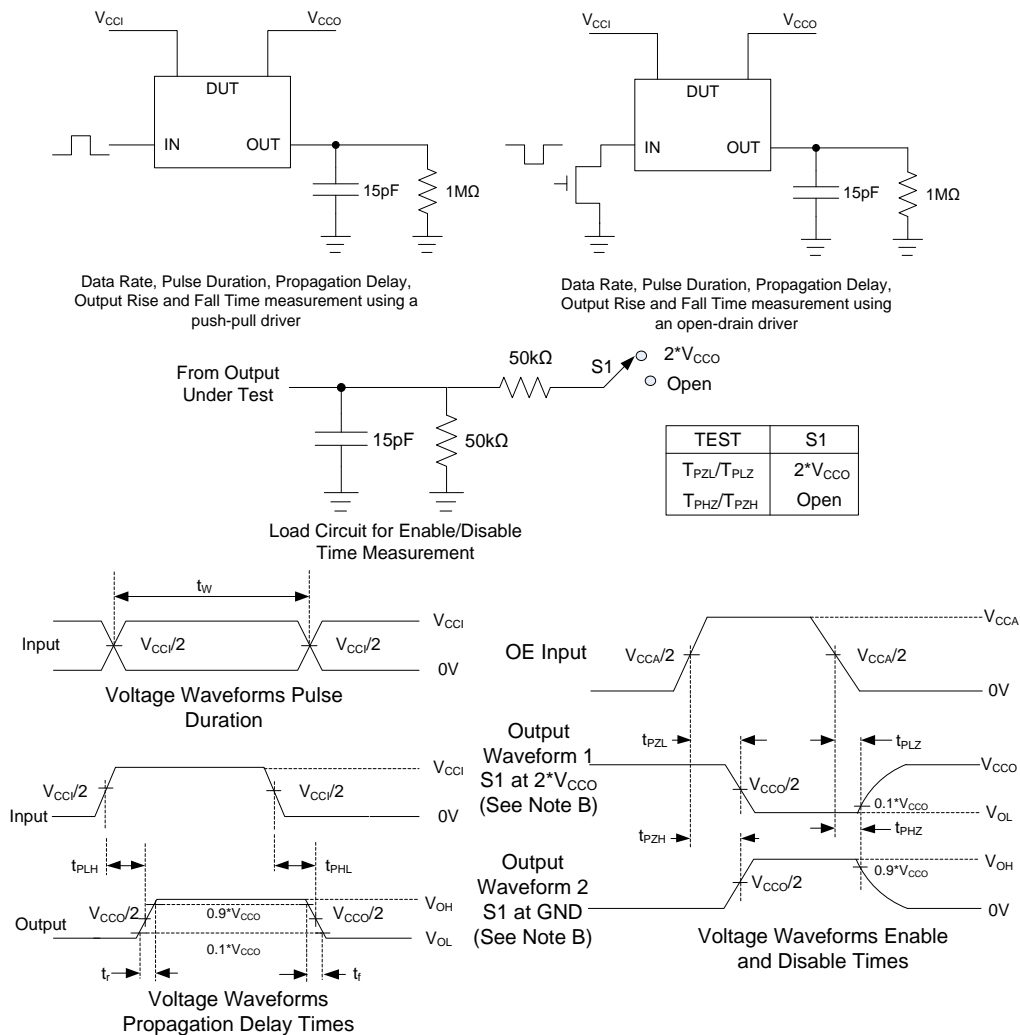 VCCI
VCCO
DUT
IN
OUT
15pF
1MΩ
Data Rate, Pulse Duration, Propagation Delay,
Output Rise and Fall Time measurement using a
push-pull driver
VCCI
VCCO
DUT
IN
OUT
15pF
1MΩ
Data Rate, Pulse Duration, Propagation Delay,
Output Rise and Fall Time measurement using
an open-drain driver
From Output
Under Test
15pF
50kΩ
50kΩ
S1
2*VCCO
Open
Load Circuit for Enable/Disable
Time Measurement
TEST S1
TPZL/TPLZ 2*VCCO
TPHZ/TPZH Open
tW
Input
VCCI/2
VCCI/2
VCCI
0V
Voltage Waveforms Pulse
Duration
VCCI/2
VCCI/2
VCCI
Input
0V
tPLH
tPHL
Output
VCCO/2
VCCO/2
0.9*VCCO
0.1*VCCO
VOH
VOL
tr
tf
Voltage Waveforms
Propagation Delay Times
OE Input
VCCA/2
VCCA/2
VCCA
0V
Output
Waveform 1
S1 at 2*VCCO
(See Note B)
tPZL
tPLZ
VCCO/2
VCCO
0.1*VCCO
VOL
tPZH
tPHZ
Output
Waveform 2
S1 at GND
(See Note B)
VCCO/2
VOH
0.9*VCCO
0V
Voltage Waveforms Enable
and Disable Times